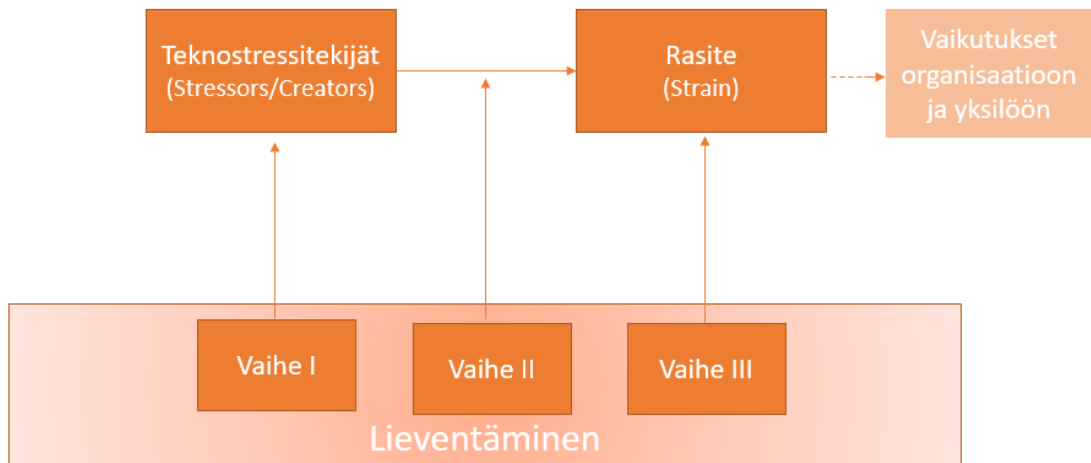 Teknostressitekijät
(Stressors/Creators)
Rasite
(Strain)
Vaikutukset
organisaatioon
ja yksilöön
Vaihe I
Vaihe II
Vaihe III
Lieventäminen